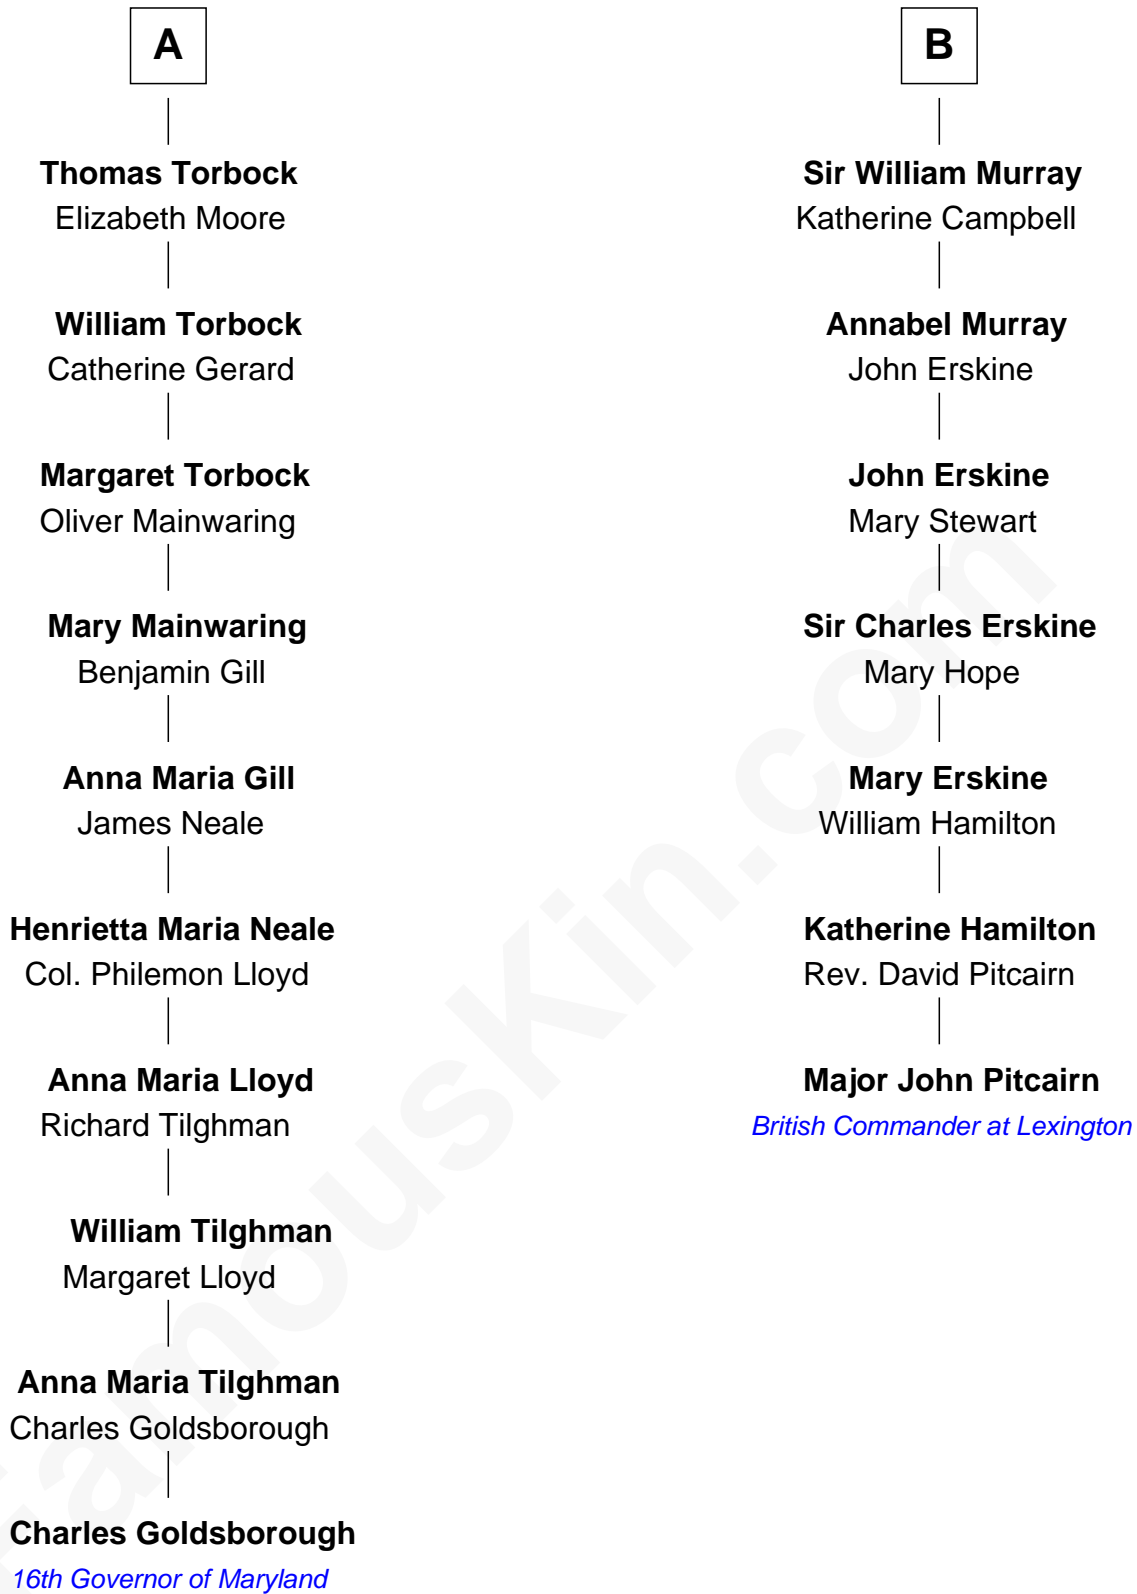 A
Thomas Torbock
Elizabeth Moore
William Torbock
Catherine Gerard
Margaret Torbock
Oliver Mainwaring
Mary Mainwaring
Benjamin Gill
Anna Maria Gill
James Neale
Henrietta Maria Neale
Col. Philemon Lloyd
Anna Maria Lloyd
Richard Tilghman
William Tilghman
Margaret Lloyd
Anna Maria Tilghman
Charles Goldsborough
Charles Goldsborough
16th Governor of Maryland
B
Sir William Murray
Katherine Campbell
Annabel Murray
John Erskine
John Erskine
Mary Stewart
Sir Charles Erskine
Mary Hope
Mary Erskine
William Hamilton
Katherine Hamilton
Rev. David Pitcairn
Major John Pitcairn
British Commander at Lexington
FamousKin.com